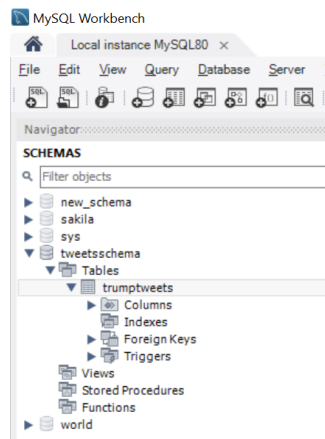 MySQL Workbench
Local instance MySQL80 ×
File Edit View Query Database Server
Navigator
SCHEMAS
Filter objects
new_schema
sakila
sys
tweetsschema
Tables
trumptweets
Columns
Indexes
Foreign Keys
Triggers
Views
Stored Procedures
Functions
world